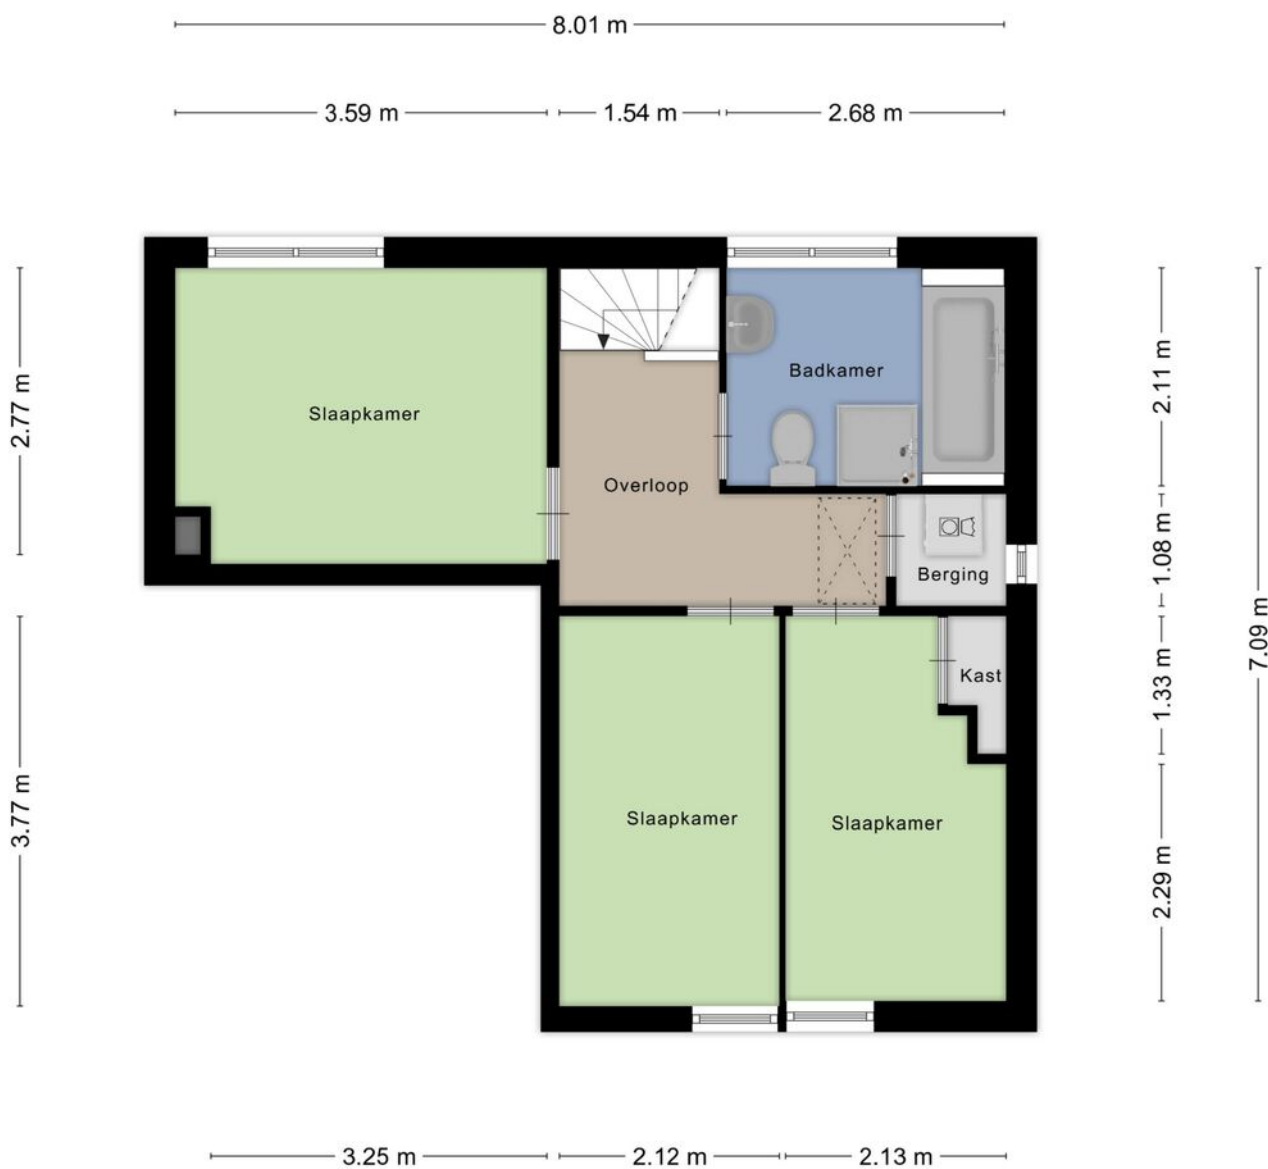 8.01 m
3.59 m
1.54 m
2.68 m
2.77 m
3.77 m
Slaapkamer
Overloop
Badkamer
Berging
Kast
Slaapkamer
Slaapkamer
2.11 m
1.08 m
1.33 m
2.29 m
7.09 m
3.25 m
2.12 m
2.13 m